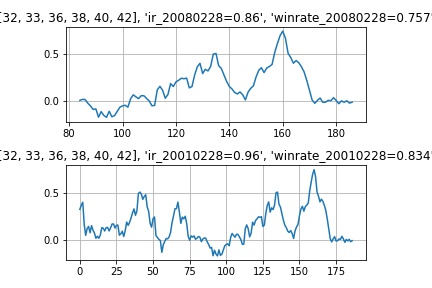 [32, 33, 36, 38, 40, 42], 'ir_20080228=0.86', 'winrate_20080228=0.757'
0.5
0.0
80 100 120 140 160 180
[32, 33, 36, 38, 40, 42], 'ir_20010228=0.96', 'winrate_20010228=0.834'
0.5
0.0
0 25 50 75 100 125 150 175